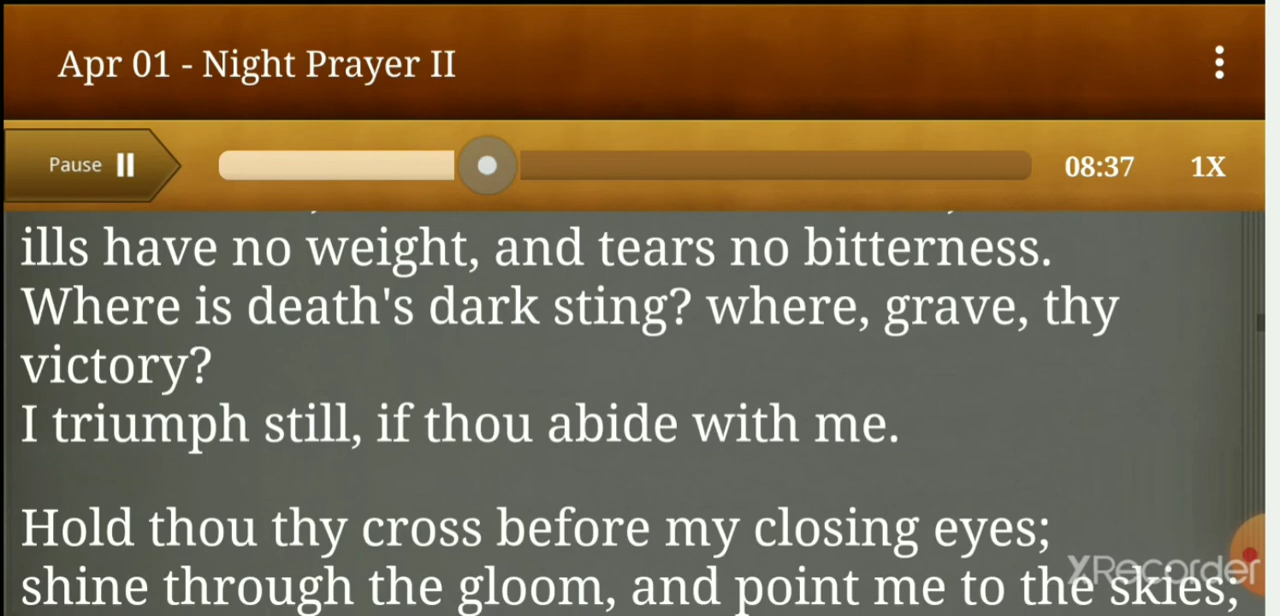 Apr 01 - Night Prayer II
Pause
08:37
1X
ills have no weight, and tears no bitterness.
Where is death's dark sting? where, grave, thy
victory?
I triumph still, if thou abide with me.
Hold thou thy cross before my closing eyes;
shine through the gloom, and point me to the skies;
XRecorder